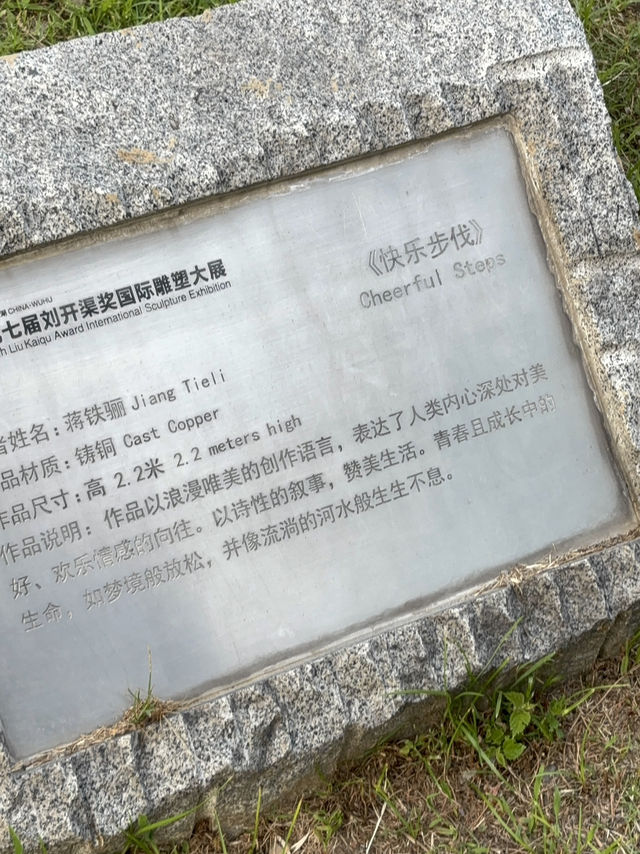 CHINA-WUHU
七届刘开渠奖国际雕塑大展
Liu Kaiqu Award International Sculpture Exhibition
《快乐步伐》
Cheerful Steps
姓名：蒋铁骊 Jiang Tieli
品材质：铸铜 Cast Copper
作品尺寸：高 2.2米 2.2 meters high
作品说明：作品以浪漫唯美的创作语言，表达了人类内心深处对美
好、欢乐情感的向往。以诗性的叙事，赞美生活。青春且成长中的
生命，如梦境般放松，并像流淌的河水般生生不息。